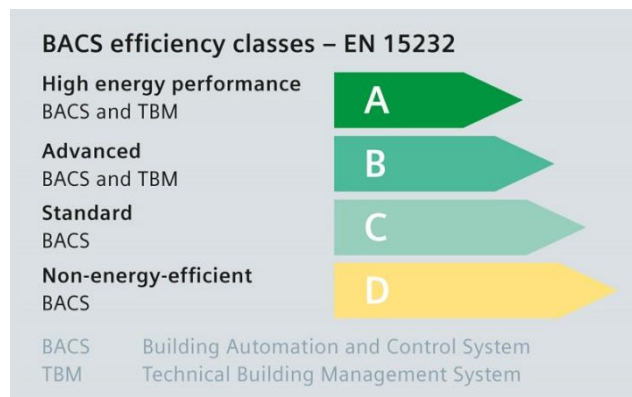 BACS efficiency classes – EN 15232
High energy performance
BACS and TBM
A
Advanced
BACS and TBM
B
Standard
BACS
C
Non-energy-efficient
BACS
D
BACS Building Automation and Control System
TBM Technical Building Management System